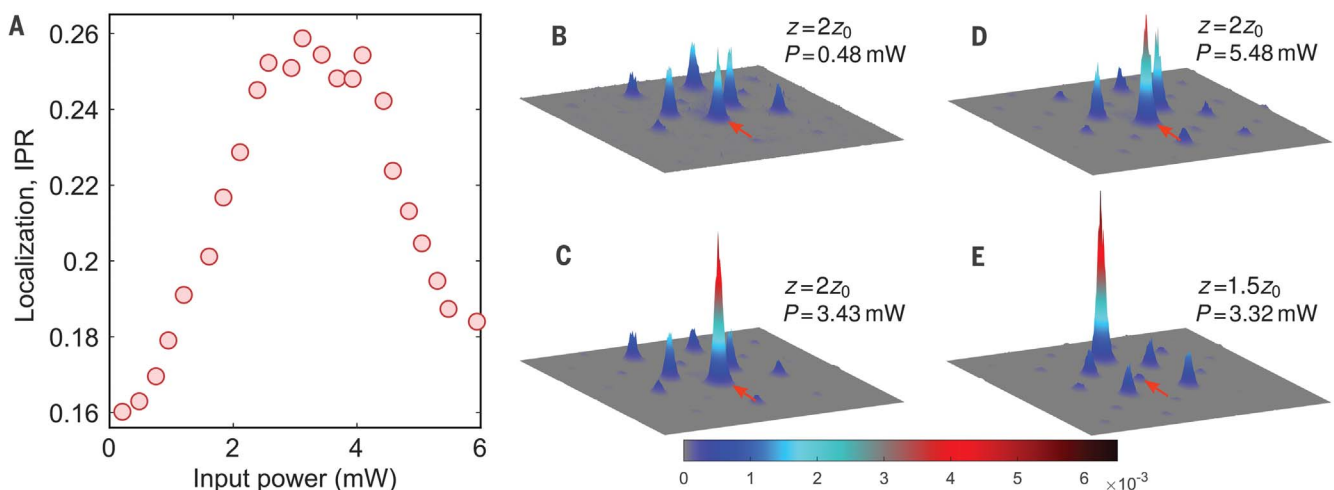 A
Localization, IPR
0.26
0.24
0.22
0.2
0.18
0.16
0
2
4
6
Input power (mW)
B
z=2z₀
P=0.48 mW
D
z=2z₀
P=5.48 mW
C
z=2z₀
P=3.43 mW
E
z=1.5z₀
P=3.32 mW
0 1 2 3 4 5 6 ×10⁻³